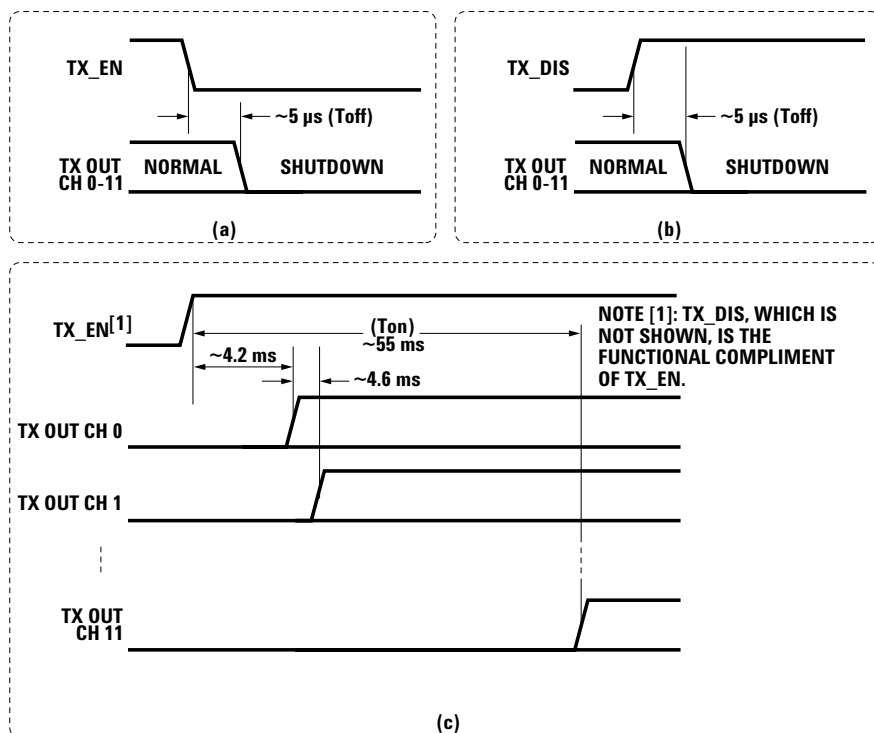 TX_EN
~5 µs (Toff)
TX OUT
CH 0-11
NORMAL
SHUTDOWN
(a)
TX_DIS
~5 µs (Toff)
TX OUT
CH 0-11
NORMAL
SHUTDOWN
(b)
TX_EN[1]
(Ton)
~55 ms
~4.2 ms
~4.6 ms
NOTE [1]: TX_DIS, WHICH IS
NOT SHOWN, IS THE
FUNCTIONAL COMPLIMENT
OF TX_EN.
TX OUT CH 0
TX OUT CH 1
TX OUT
CH 11
(c)